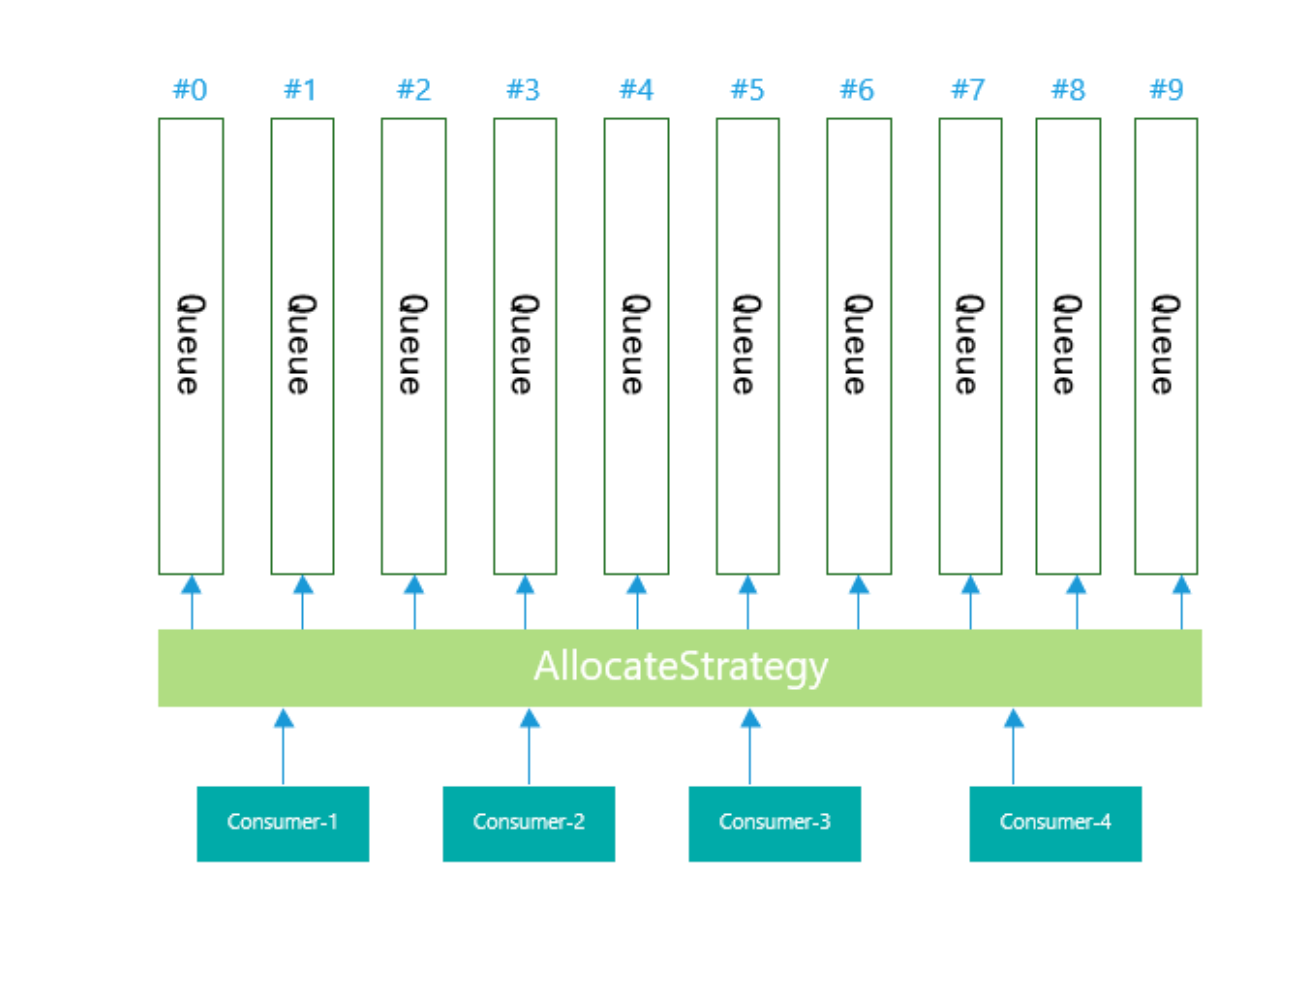 #0 #1 #2 #3 #4 #5 #6 #7 #8 #9
Queue Queue Queue Queue Queue Queue Queue Queue Queue Queue
AllocateStrategy
Consumer-1 Consumer-2 Consumer-3 Consumer-4